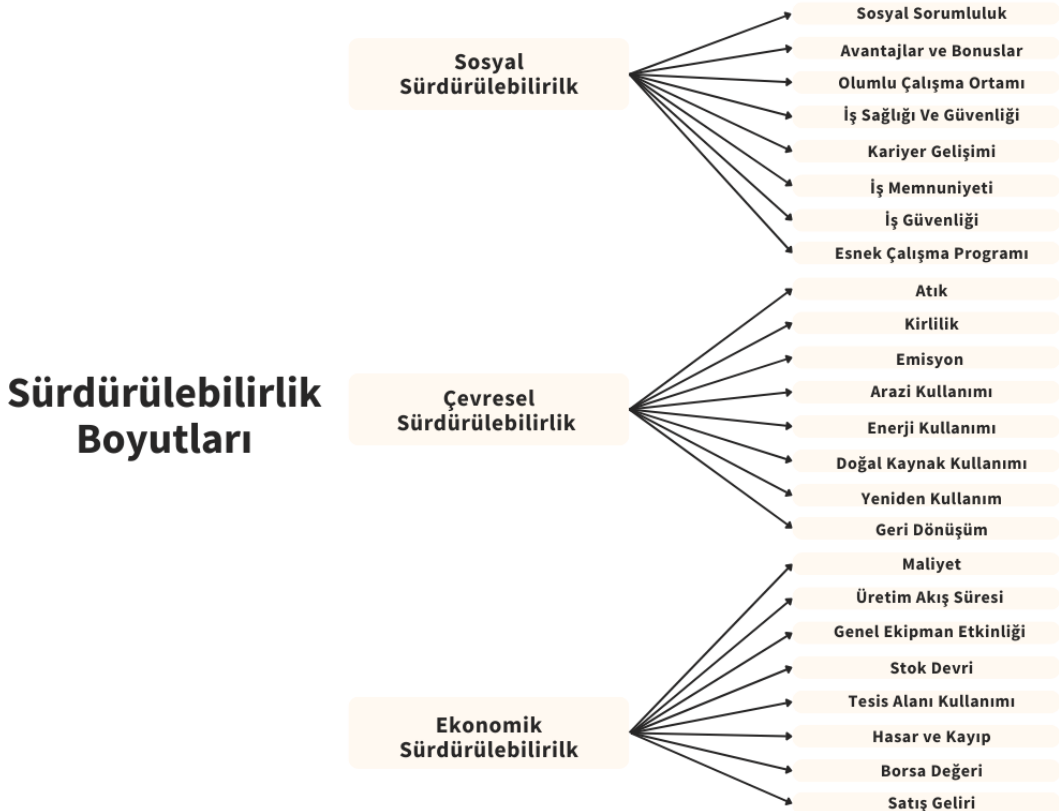 Sürdürülebilirlik
Boyutları
Sosyal
Sürdürülebilirilk
Sosyal Sorumluluk
Avantajlar ve Bonuslar
Olumlu Çalışma Ortamı
İş Sağlığı Ve Güvenliği
Kariyer Gelişimi
İş Memnuniyeti
İş Güvenliği
Esnek Çalışma Programı
Çevresel
Sürdürülebilirlik
Atık
Kirlilik
Emisyon
Arazi Kullanımı
Enerji Kullanımı
Doğal Kaynak Kullanımı
Yeniden Kullanım
Geri Dönüşüm
Ekonomik
Sürdürülebilirilk
Maliyet
Üretim Akış Süresi
Genel Ekipman Etkinliği
Stok Devri
Tesis Alanı Kullanımı
Hasar ve Kayıp
Borsa Değeri
Satış Geliri